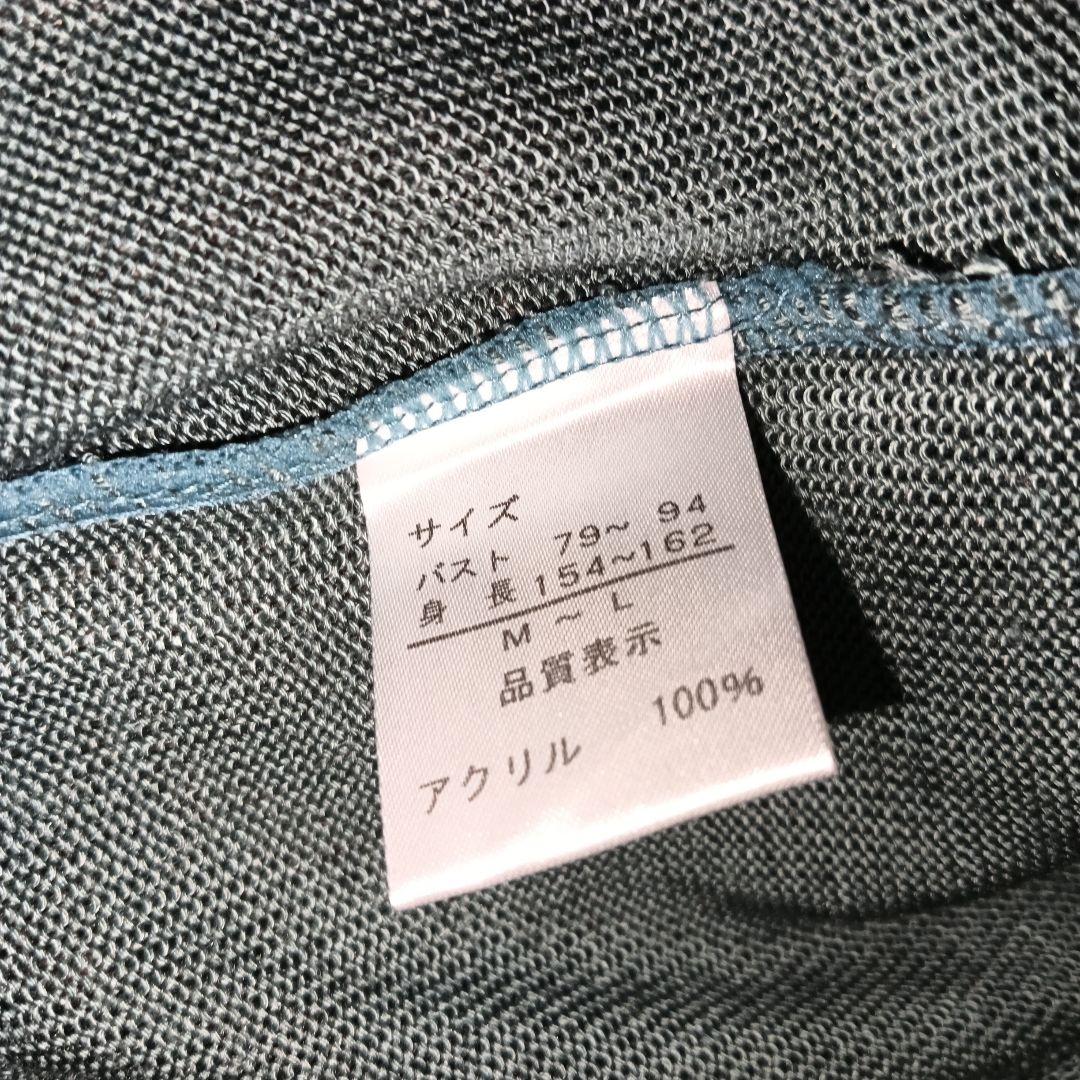 サイズ
バスト 79～ 94
身 長 154～162
M ～ L
品質表示
アクリル 100%